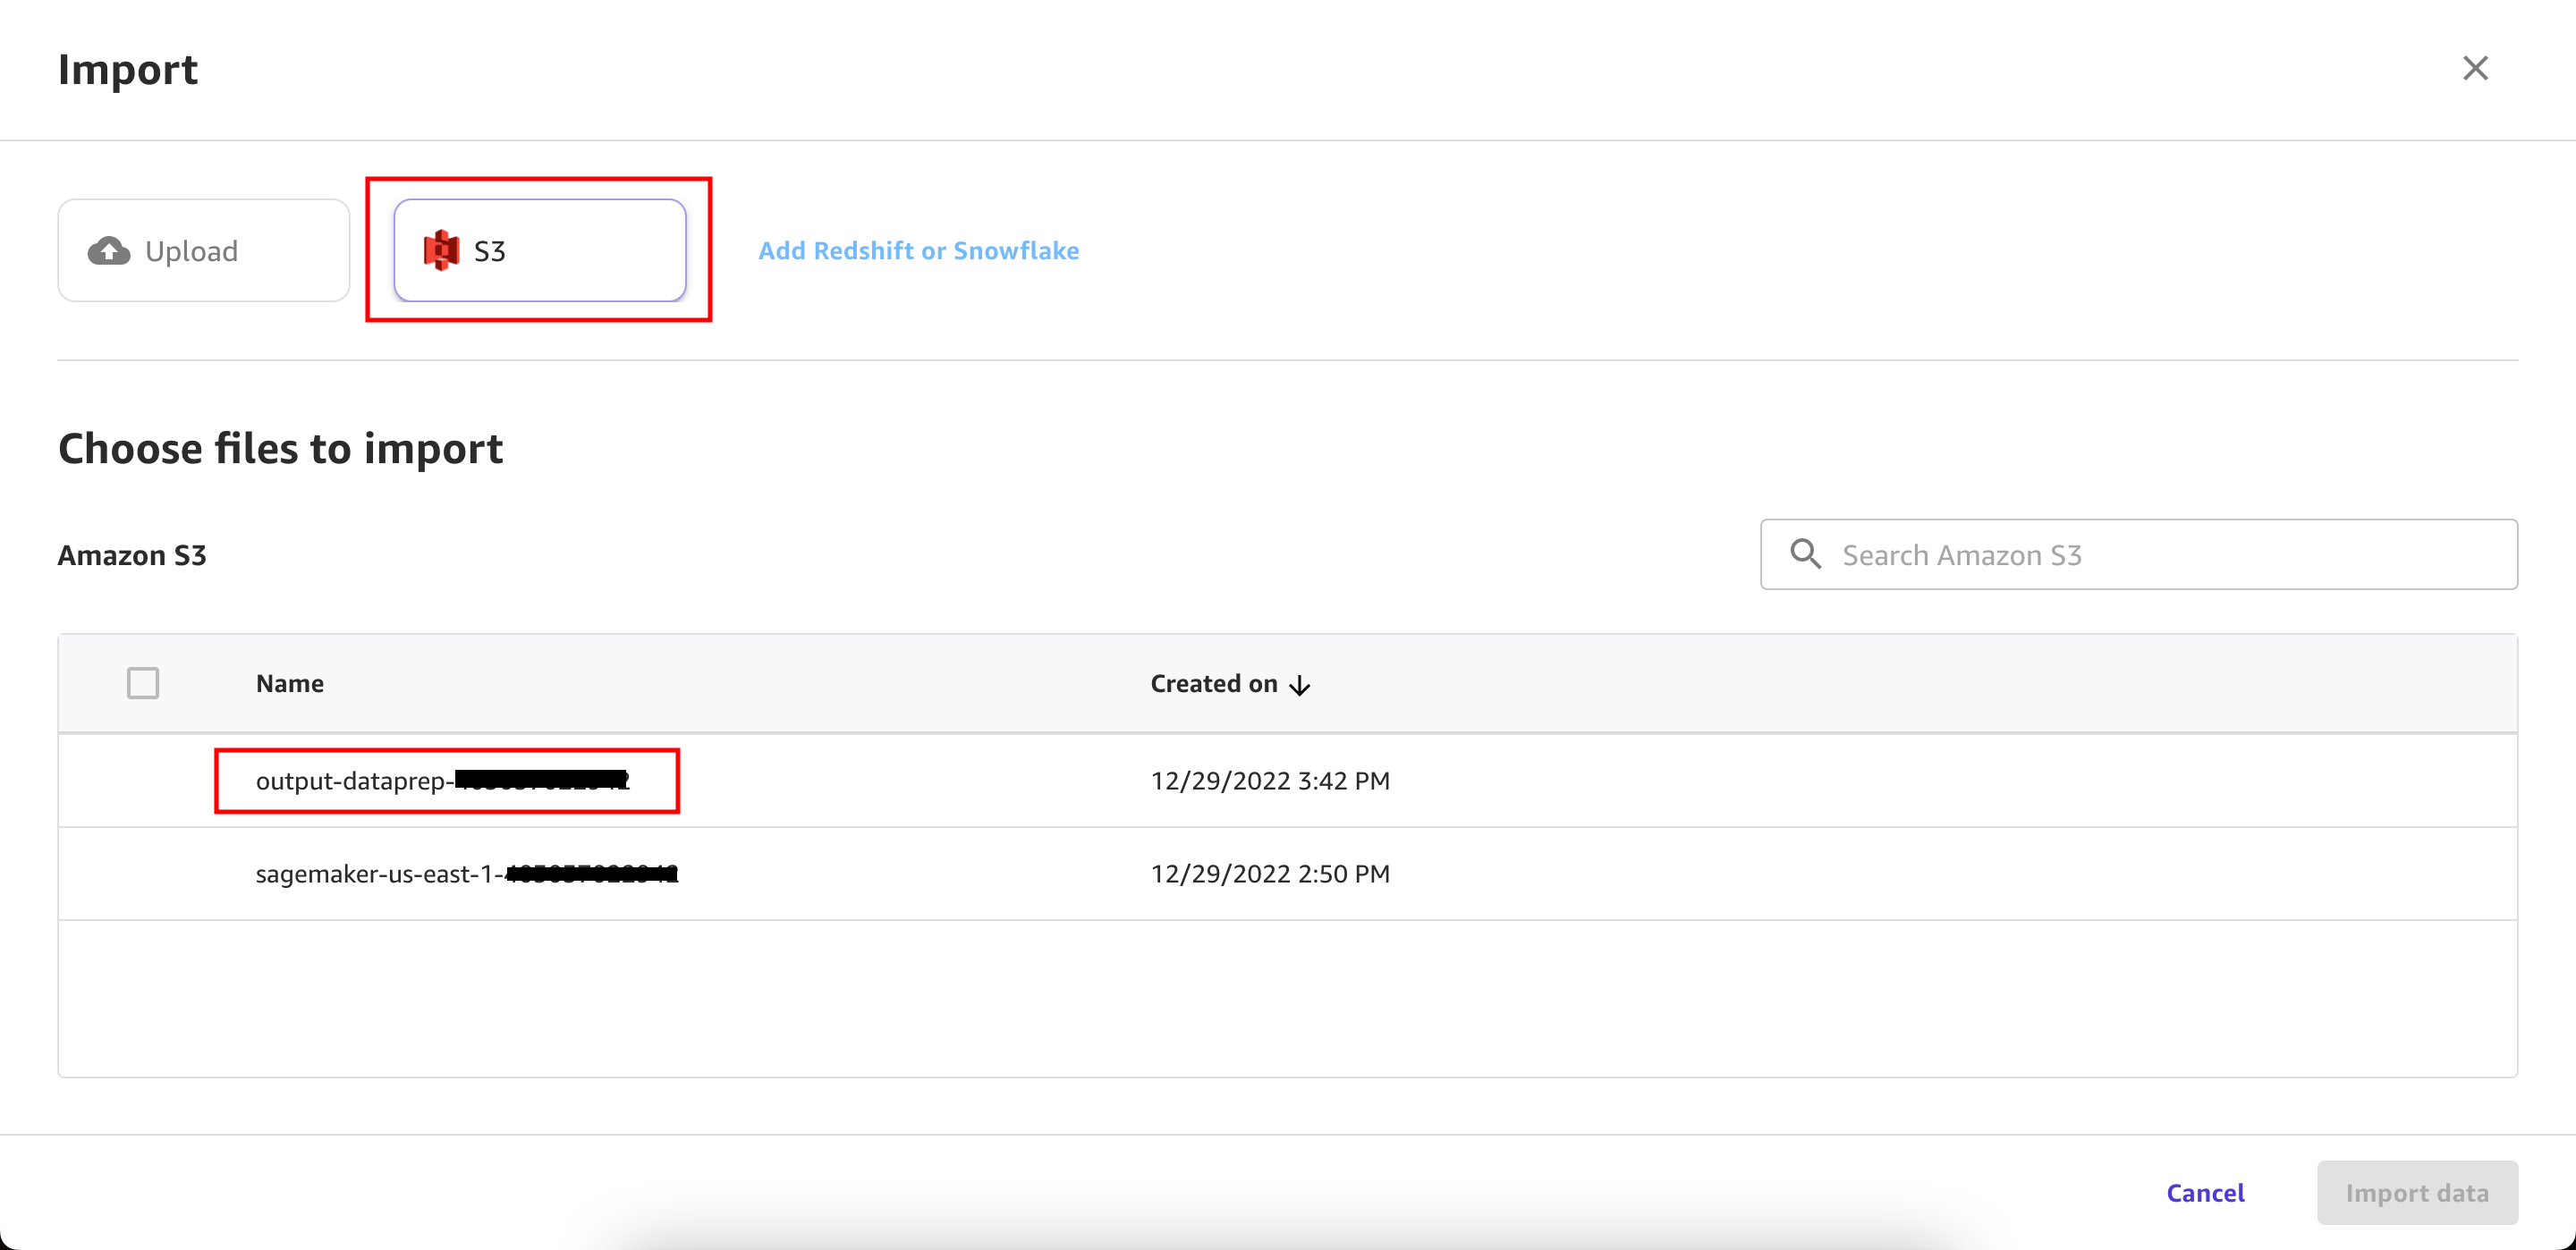 Import
Upload
S3
Add Redshift or Snowflake
Choose files to import
Amazon S3
Search Amazon S3
Name
Created on
output-dataprep-
12/29/2022 3:42 PM
sagemaker-us-east-1-
12/29/2022 2:50 PM
Cancel
Import data